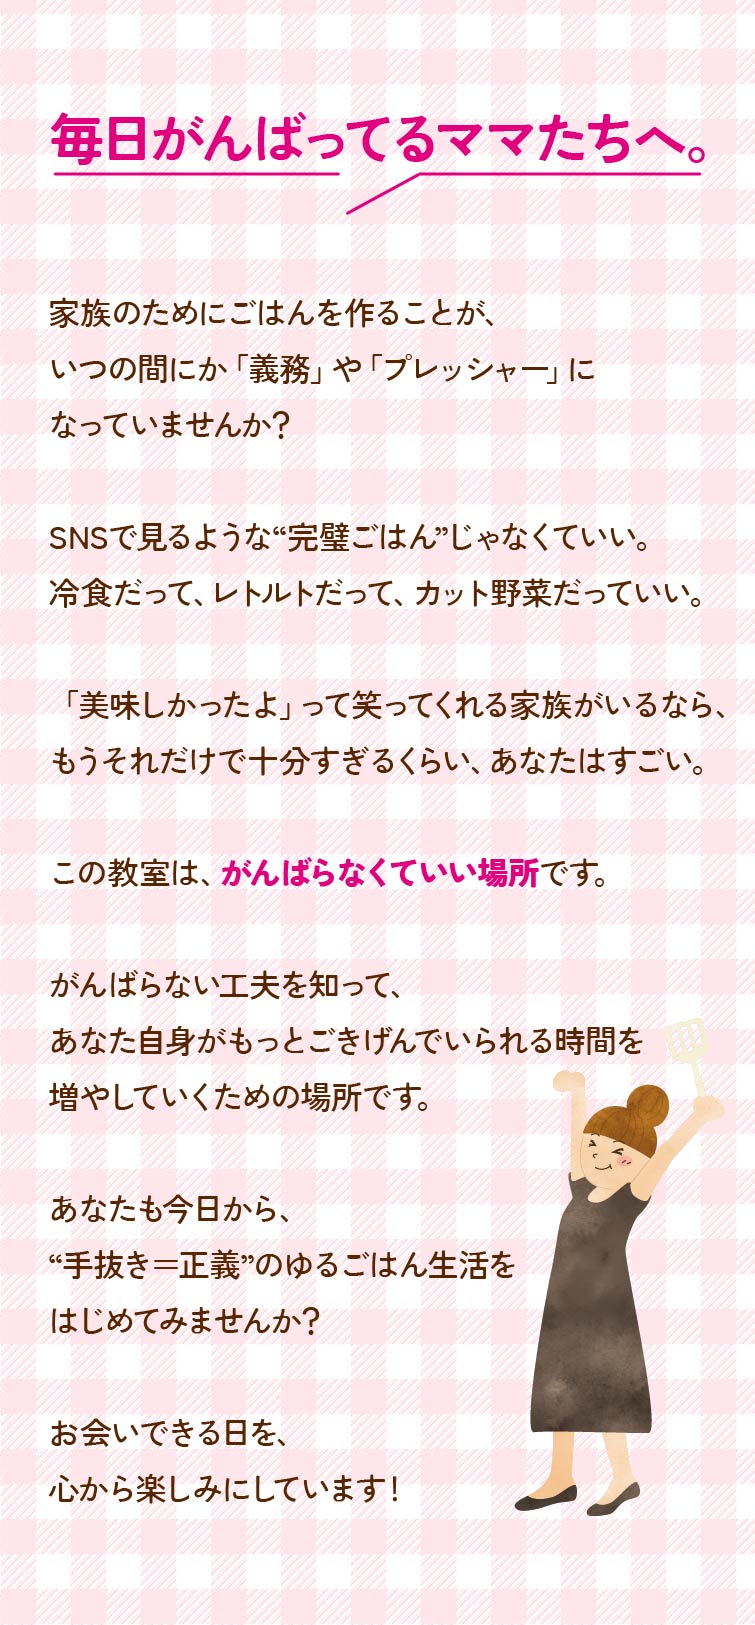 毎日がんばってるママたちへ。
家族のためにごはんを作ることが、
いつの間にか「義務」や「プレッシャー」に
なっていませんか?
SNSで見るような“完璧ごはん”じゃなくていい。
冷食だって、レトルトだって、カット野菜だっていい。
「美味しかったよ」って笑ってくれる家族がいるなら、
もうそれだけで十分すぎるくらい、あなたはすごい。
この教室は、がんばらなくていい場所です。
がんばらない工夫を知って、
あなた自身がもっとごきげんでいられる時間を
増やしていくための場所です。
あなたも今日から、
“手抜き＝正義”のゆるごはん生活を
はじめてみませんか?
お会いできる日を、
心から楽しみにしています!